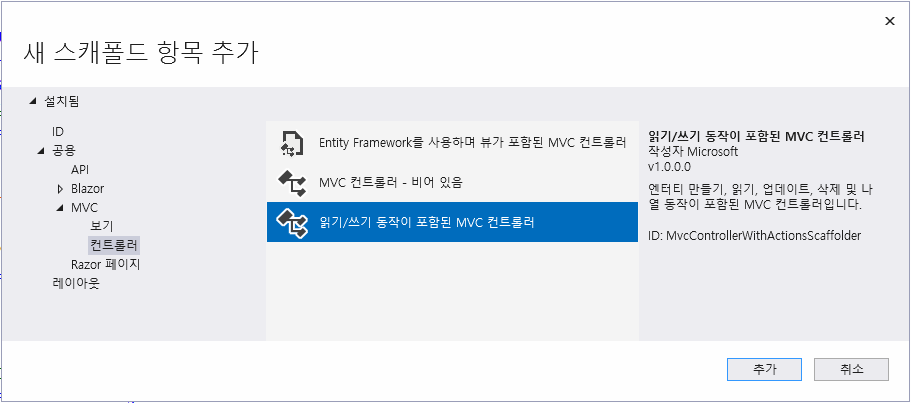 새 스캐폴드 항목 추가
설치됨
ID
공용
API
Blazor
MVC
보기
컨트롤러
Razor 페이지
레이아웃
Entity Framework를 사용하며 뷰가 포함된 MVC 컨트롤러
MVC 컨트롤러 - 비어 있음
읽기/쓰기 동작이 포함된 MVC 컨트롤러
읽기/쓰기 동작이 포함된 MVC 컨트롤러
작성자 Microsoft
v1.0.0.0
엔터티 만들기, 읽기, 업데이트, 삭제 및 나
열 동작이 포함된 MVC 컨트롤러입니다.
ID: MvcControllerWithActionsScaffolder
추가
취소